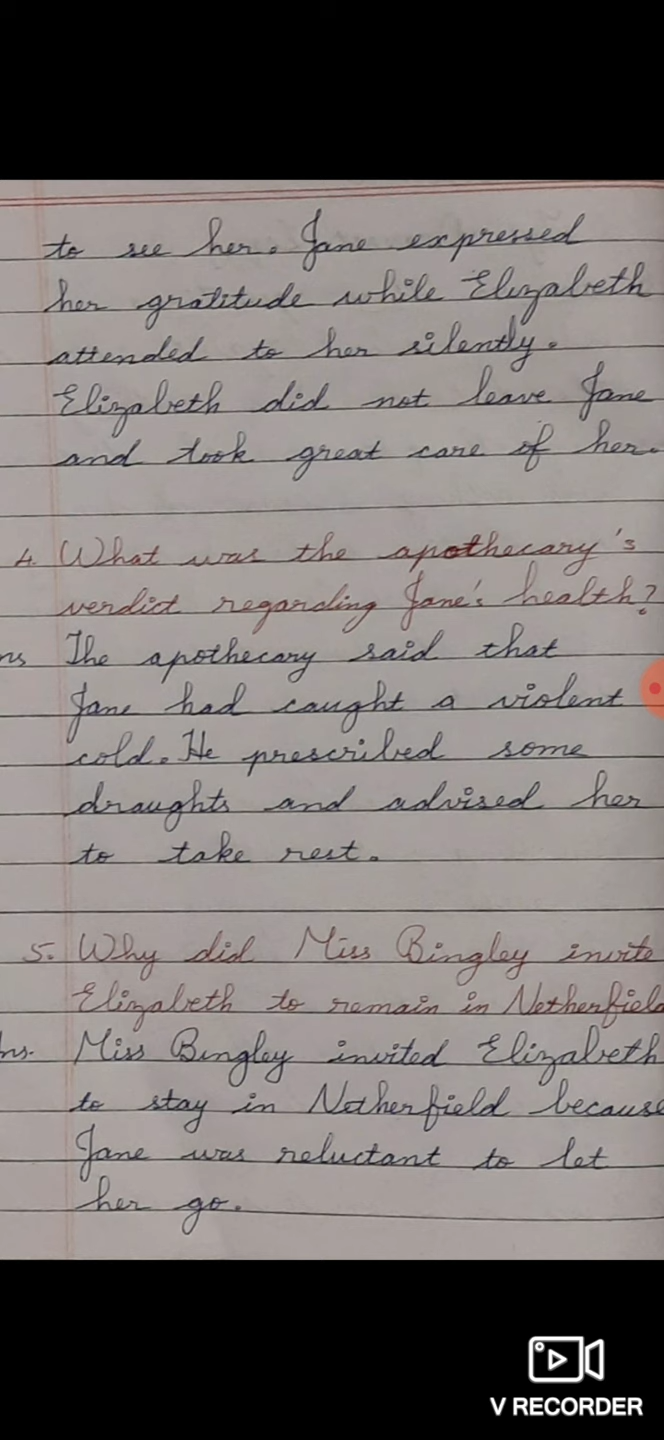 to see her. Jane expressed
her gratitude while Elizabeth
attended to her silently.
Elizabeth did not leave Jane
and took great care of her.
4. What was the apothecary's
verdict regarding Jane's health?
ns The apothecary said that
Jane had caught a violent
cold. He prescribed some
draughts and advised her
to take rest.
5. Why did Miss Bingley invite
Elizabeth to remain in Netherfield
ns. Miss Bingley invited Elizabeth
to stay in Netherfield because
Jane was reluctant to let
her go.
V RECORDER